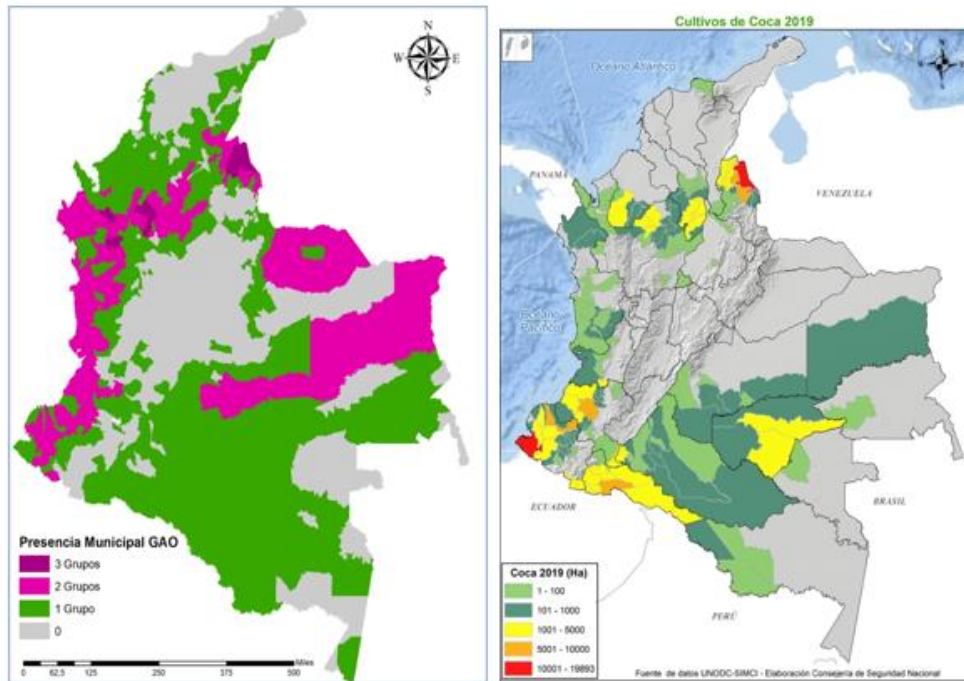 N
W E
S
Presencia Municipal GAO
3 Grupos
2 Grupos
1 Grupo
0
Miles
0 62,5 125 250 375 500
Cultivos de Coca 2019
Océano Atlántico
PANAMÁ
VENEZUELA
Océano
Pacífico
ECUADOR
BRASIL
PERÚ
Coca 2019 (Ha)
1 - 100
101 - 1000
1001 - 5000
5001 - 10000
10001 - 19893
Fuente de datos UNODC-SIMCI - Elaboración Consejería de Seguridad Nacional